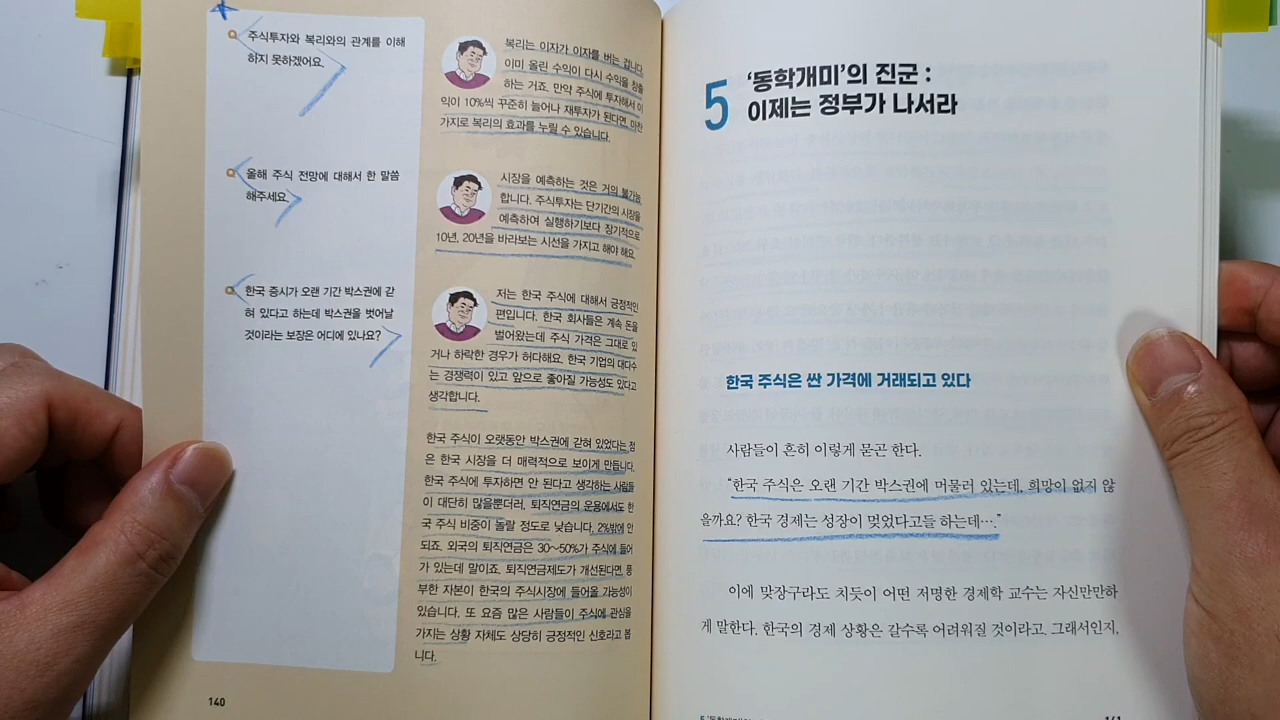 Q 주식투자와 복리와의 관계를 이해
하지 못하겠어요.
복리는 이자가 이자를 버는 겁니다.
이미 올린 수익이 다시 수익을 창출
하는 거죠. 만약 주식에 투자해서 이
익이 10%씩 꾸준히 늘어나 재투자가 된다면, 마찬
가지로 복리의 효과를 누릴 수 있습니다.
Q 올해 주식 전망에 대해서 한 말씀
해주세요.
시장을 예측하는 것은 거의 불가능
합니다. 주식투자는 단기간의 시장을
예측하여 실행하기보다 장기적으로
10년, 20년을 바라보는 시선을 가지고 해야 해요.
Q 한국 증시가 오랜 기간 박스권에 갇
혀 있다고 하는데 박스권을 벗어날
것이라는 보장은 어디에 있나요?
저는 한국 주식에 대해서 긍정적인
편입니다. 한국 회사들은 계속 돈을
벌어왔는데 주식 가격은 그대로 있
거나 하락한 경우가 허다해요. 한국 기업의 대다수
는 경쟁력이 있고 앞으로 좋아질 가능성도 있다고
생각합니다.
한국 주식이 오랫동안 박스권에 갇혀 있었다는 점
은 한국 시장을 더 매력적으로 보이게 만듭니다.
한국 주식에 투자하면 안 된다고 생각하는 사람들
이 대단히 많을뿐더러, 퇴직연금의 운용에서도 한
국 주식 비중이 놀랄 정도로 낮습니다. 2%밖에 안
되죠. 외국의 퇴직연금은 30~50%가 주식에 들어
가 있는데 말이죠. 퇴직연금제도가 개선된다면, 풍
부한 자본이 한국의 주식시장에 들어올 가능성이
있습니다. 또 요즘 많은 사람들이 주식에 관심을
가지는 상황 자체도 상당히 긍정적인 신호라고 봅
니다.
140
5 '동학개미'의 진군 :
이제는 정부가 나서라
한국 주식은 싼 가격에 거래되고 있다
사람들이 흔히 이렇게 묻곤 한다.
"한국 주식은 오랜 기간 박스권에 머물러 있는데, 희망이 없지 않
을까요? 한국 경제는 성장이 멎었다고들 하는데…."
이에 맞장구라도 치듯이 어떤 저명한 경제학 교수는 자신만만하
게 말한다. 한국의 경제 상황은 갈수록 어려워질 것이라고. 그래서인지,